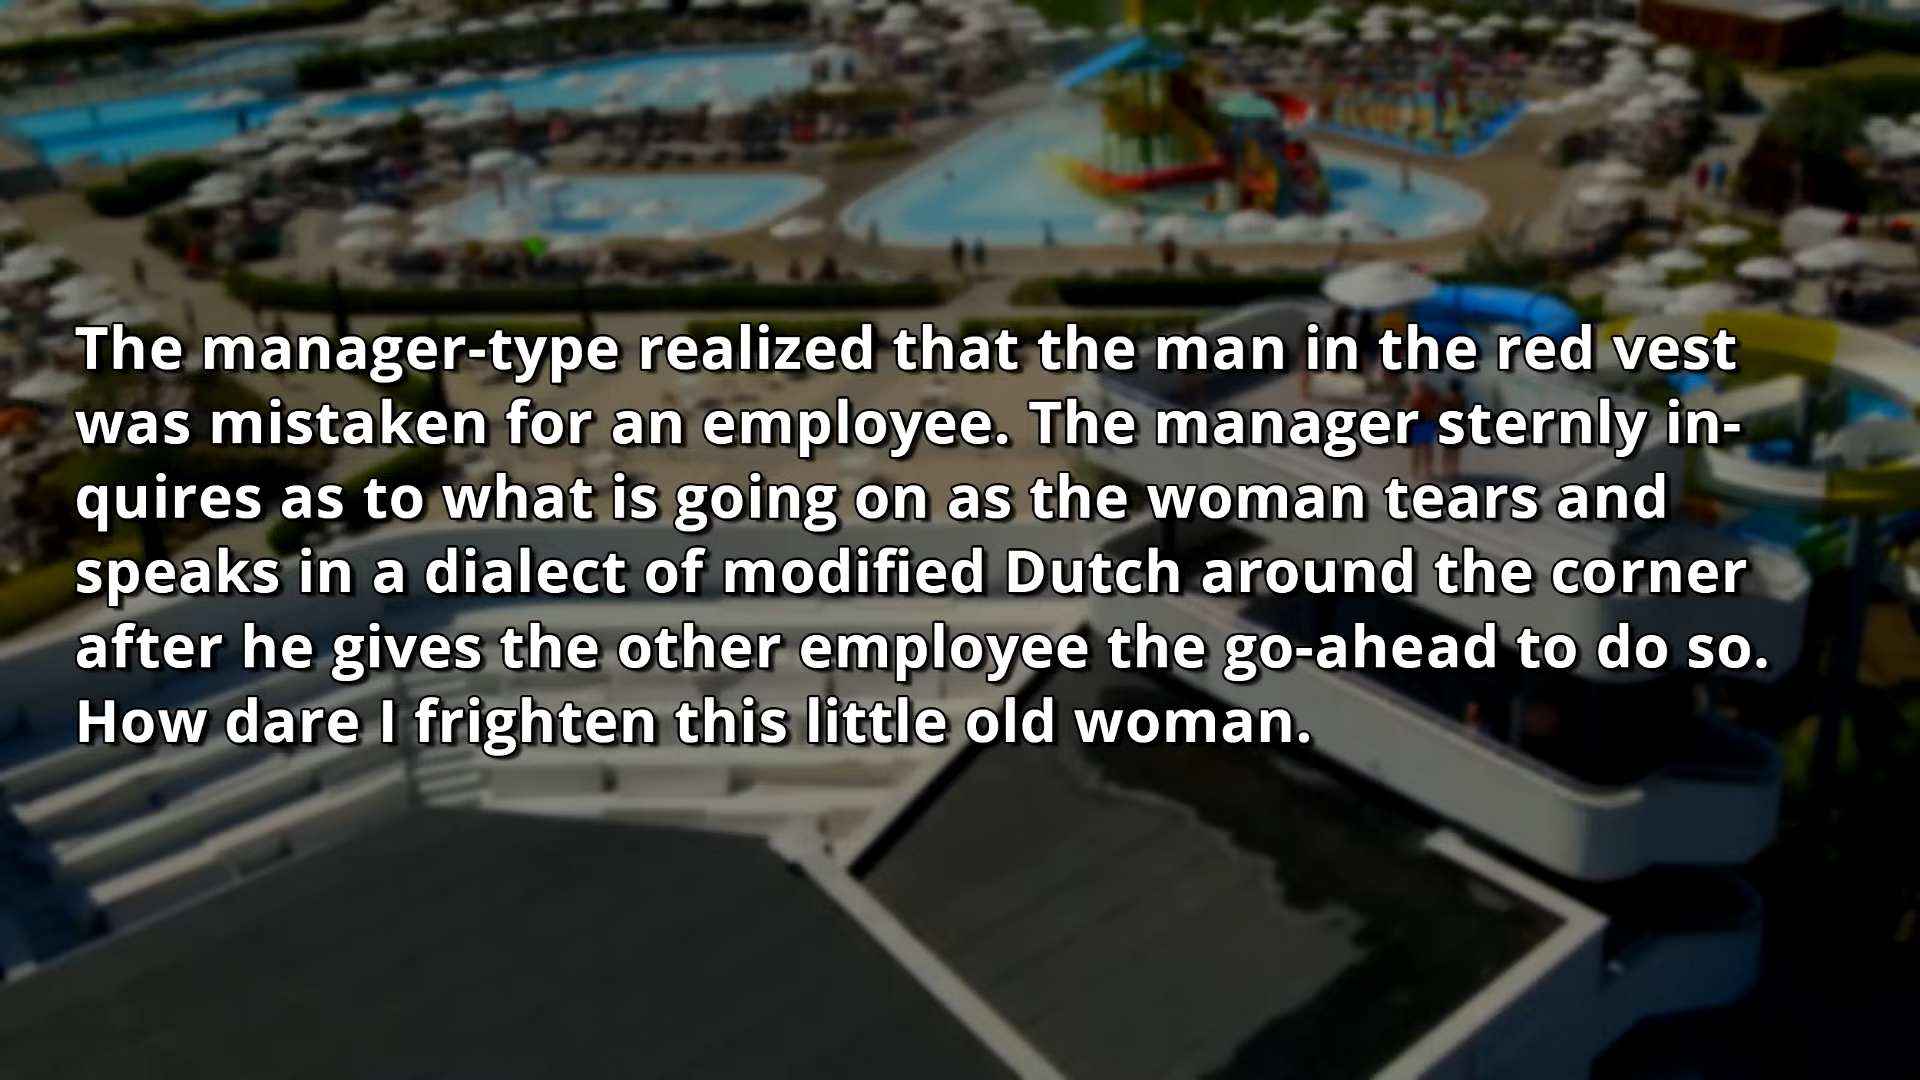 The manager-type realized that the man in the red vest
was mistaken for an employee. The manager sternly in-
quires as to what is going on as the woman tears and
speaks in a dialect of modified Dutch around the corner
after he gives the other employee the go-ahead to do so.
How dare I frighten this little old woman.